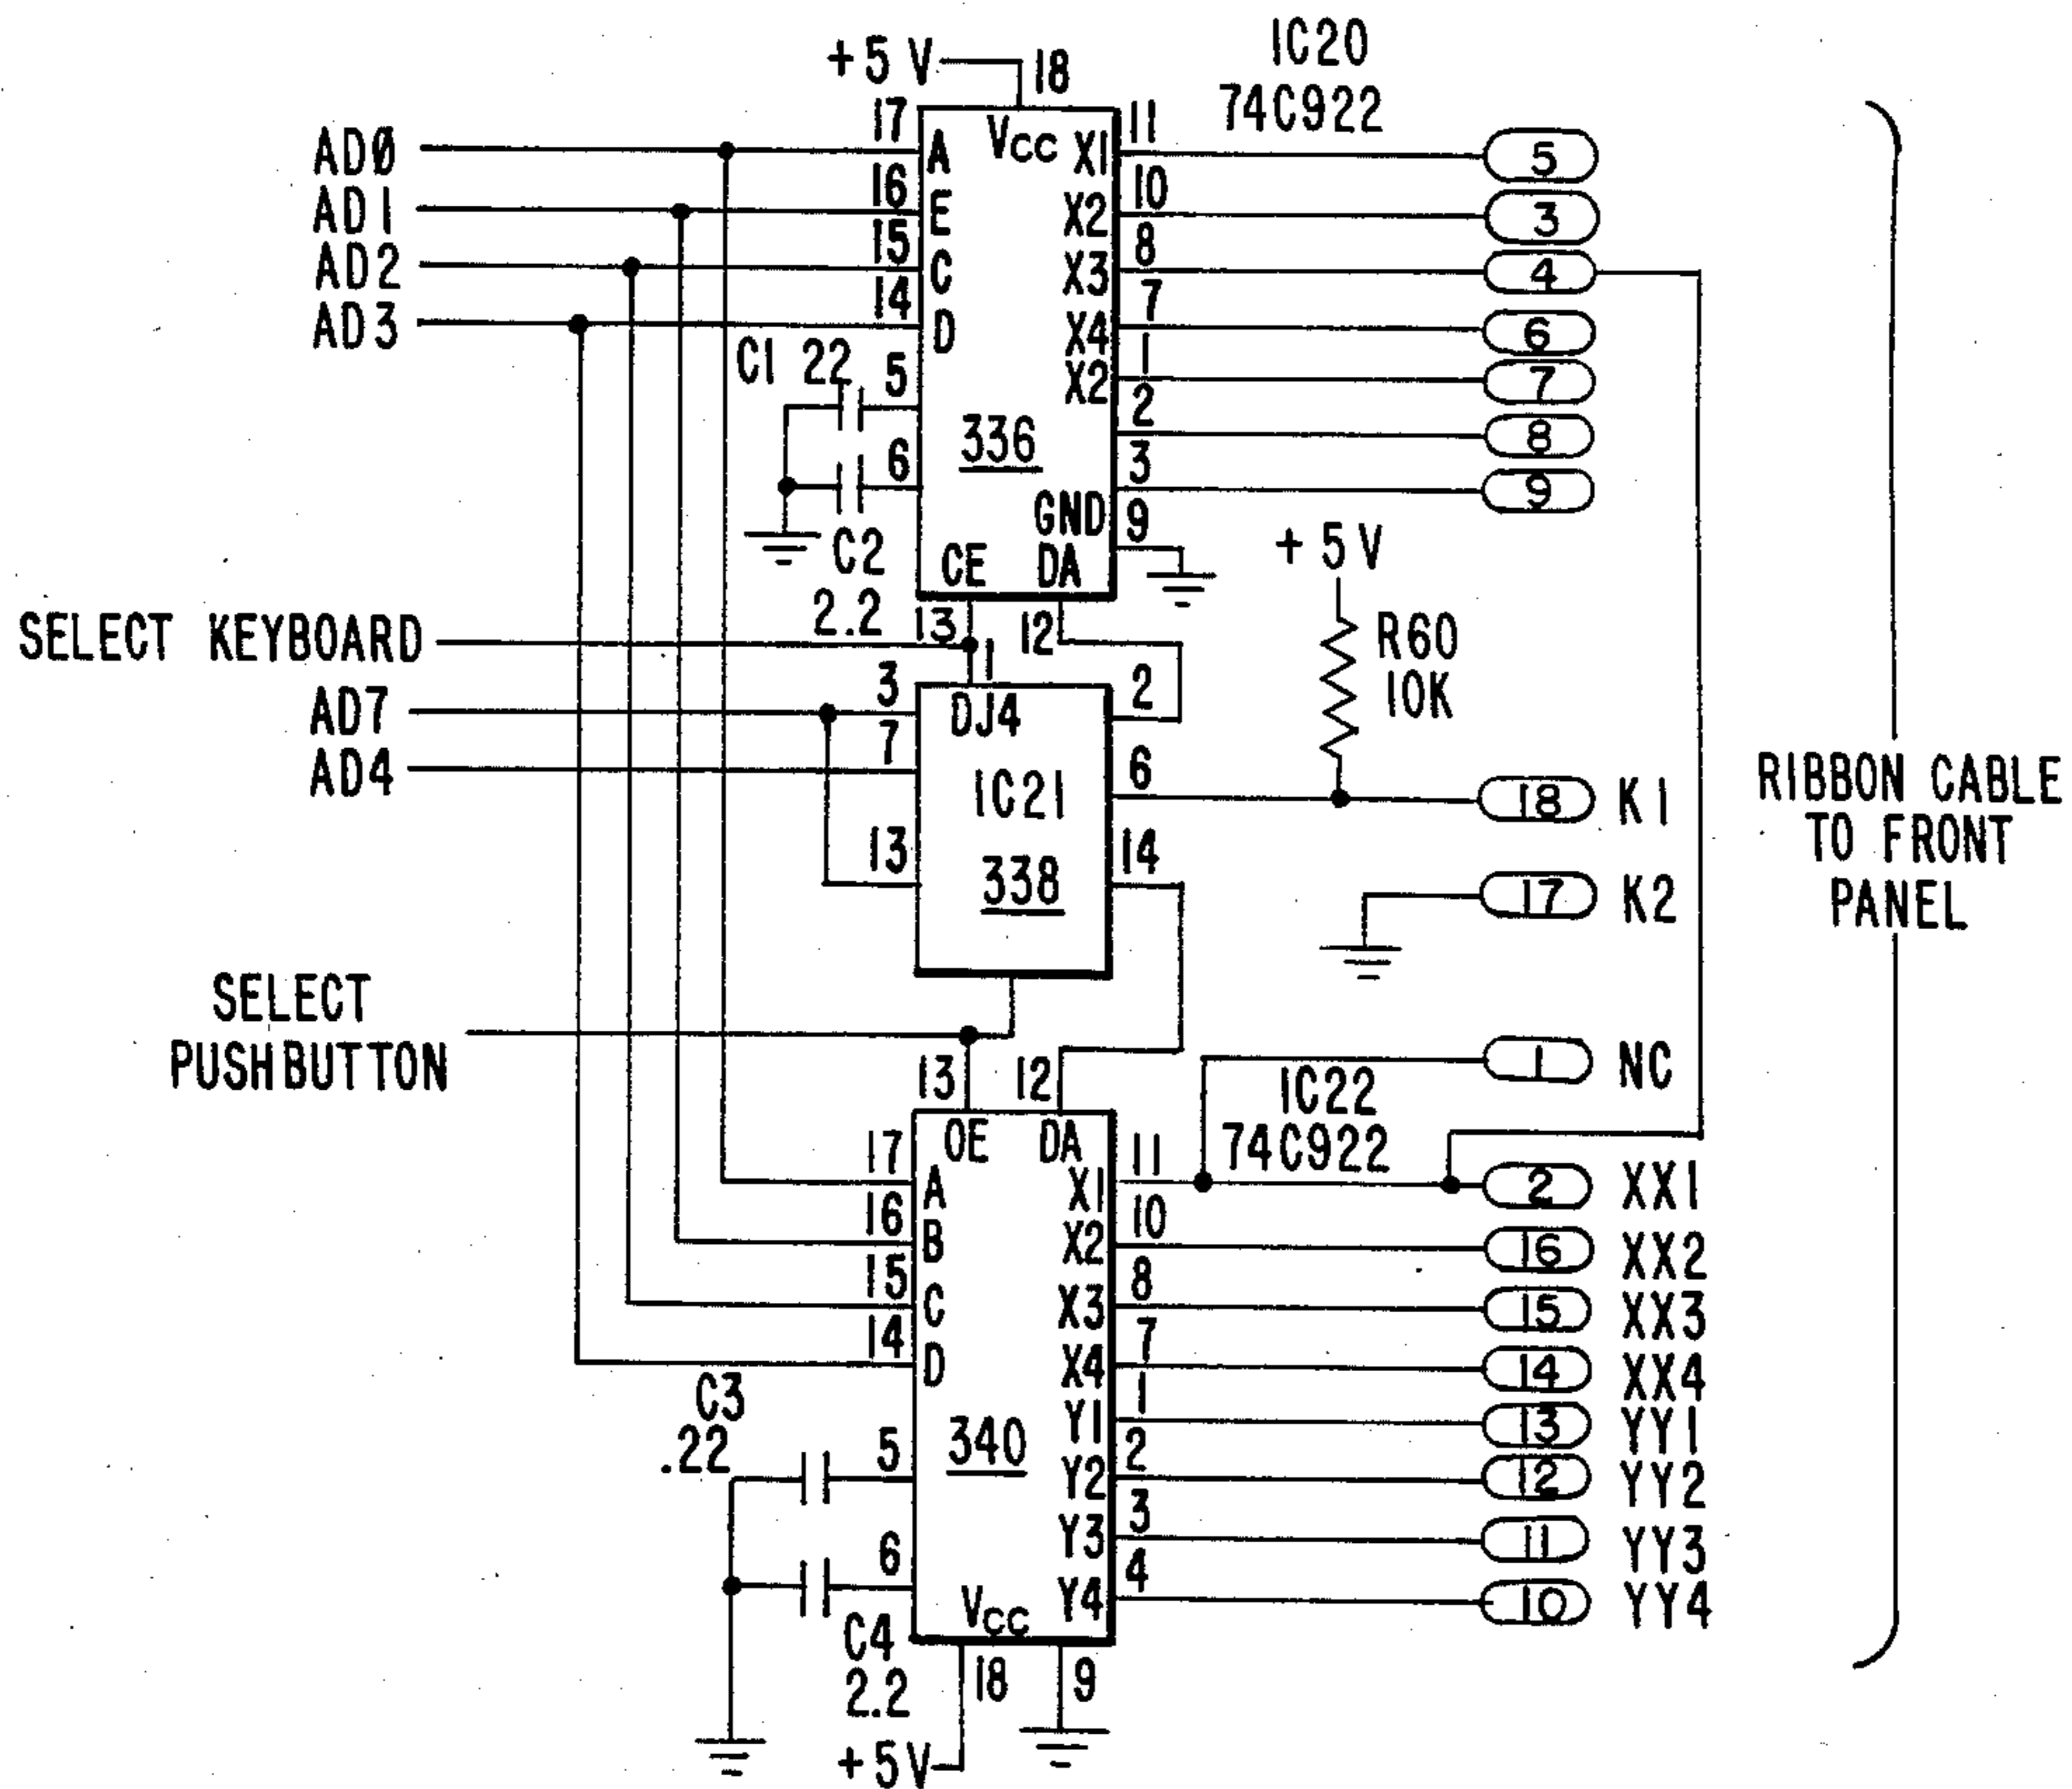 +5V
18
IC20
74C922
AD0
AD1
AD2
AD3
17
16
15
14
A
E
C
D
VCC
X1
X2
X3
X4
X2
11
10
8
7
1
2
3
9
5
3
4
6
7
8
9
C1 22
5
6
C2
2.2
336
GND
CE
DA
13
12
+5V
R60
10K
SELECT KEYBOARD
AD7
AD4
3
7
13
1
DJ4
IC21
338
2
6
14
18
K1
17
K2
RIBBON CABLE
TO FRONT
PANEL
SELECT
PUSHBUTTON
13
12
1
NC
IC22
74C922
OE
DA
17
16
15
14
A
B
C
D
X1
X2
X3
X4
Y1
Y2
Y3
Y4
11
10
8
7
1
2
3
4
2
XX1
16
XX2
15
XX3
14
XX4
13
YY1
12
YY2
11
YY3
10
YY4
C3
.22
5
6
340
C4
2.2
VCC
18
9
+5V